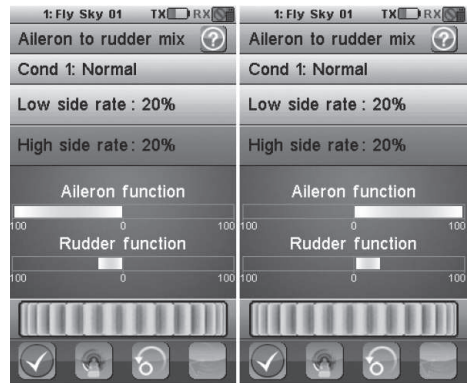 1: Fly Sky 01 TX RX
Aileron to rudder mix ?
Cond 1: Normal
Low side rate : 20%
High side rate : 20%
Aileron function
100 0 100
Rudder function
100 0 100
1: Fly Sky 01 TX RX
Aileron to rudder mix ?
Cond 1: Normal
Low side rate : 20%
High side rate : 20%
Aileron function
100 0 100
Rudder function
100 0 100